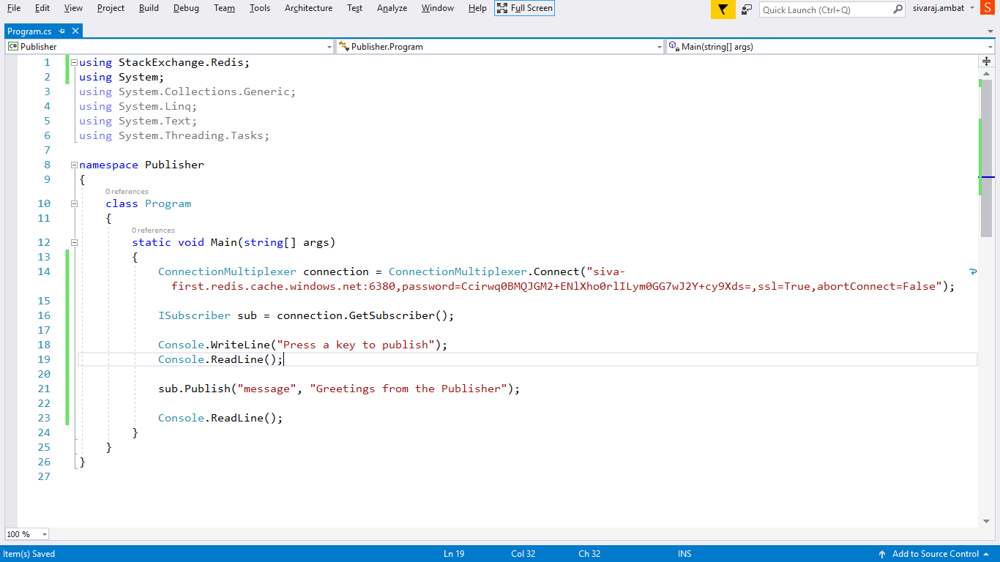 File Edit View Project Build Debug Team Tools Architecture Test Analyze Window Help Full Screen Quick Launch (Ctrl+Q) sivaraj.ambat S
Program.cs
C# Publisher Publisher.Program Main(string[] args)
1 using StackExchange.Redis;
2 using System;
3 using System.Collections.Generic;
4 using System.Linq;
5 using System.Text;
6 using System.Threading.Tasks;
7
8 namespace Publisher
9 {
0 references
10 class Program
11 {
0 references
12 static void Main(string[] args)
13 {
14 ConnectionMultiplexer connection = ConnectionMultiplexer.Connect("siva-
first.redis.cache.windows.net:6380,password=Ccirwq0BMQJGM2+ENlXho0rlILym0GG7wJ2Y+cy9Xds=,ssl=True,abortConnect=False");
15
16 ISubscriber sub = connection.GetSubscriber();
17
18 Console.WriteLine("Press a key to publish");
19 Console.ReadLine();
20
21 sub.Publish("message", "Greetings from the Publisher");
22
23 Console.ReadLine();
24 }
25 }
26 }
27
100 %
Item(s) Saved Ln 19 Col 32 Ch 32 INS Add to Source Control